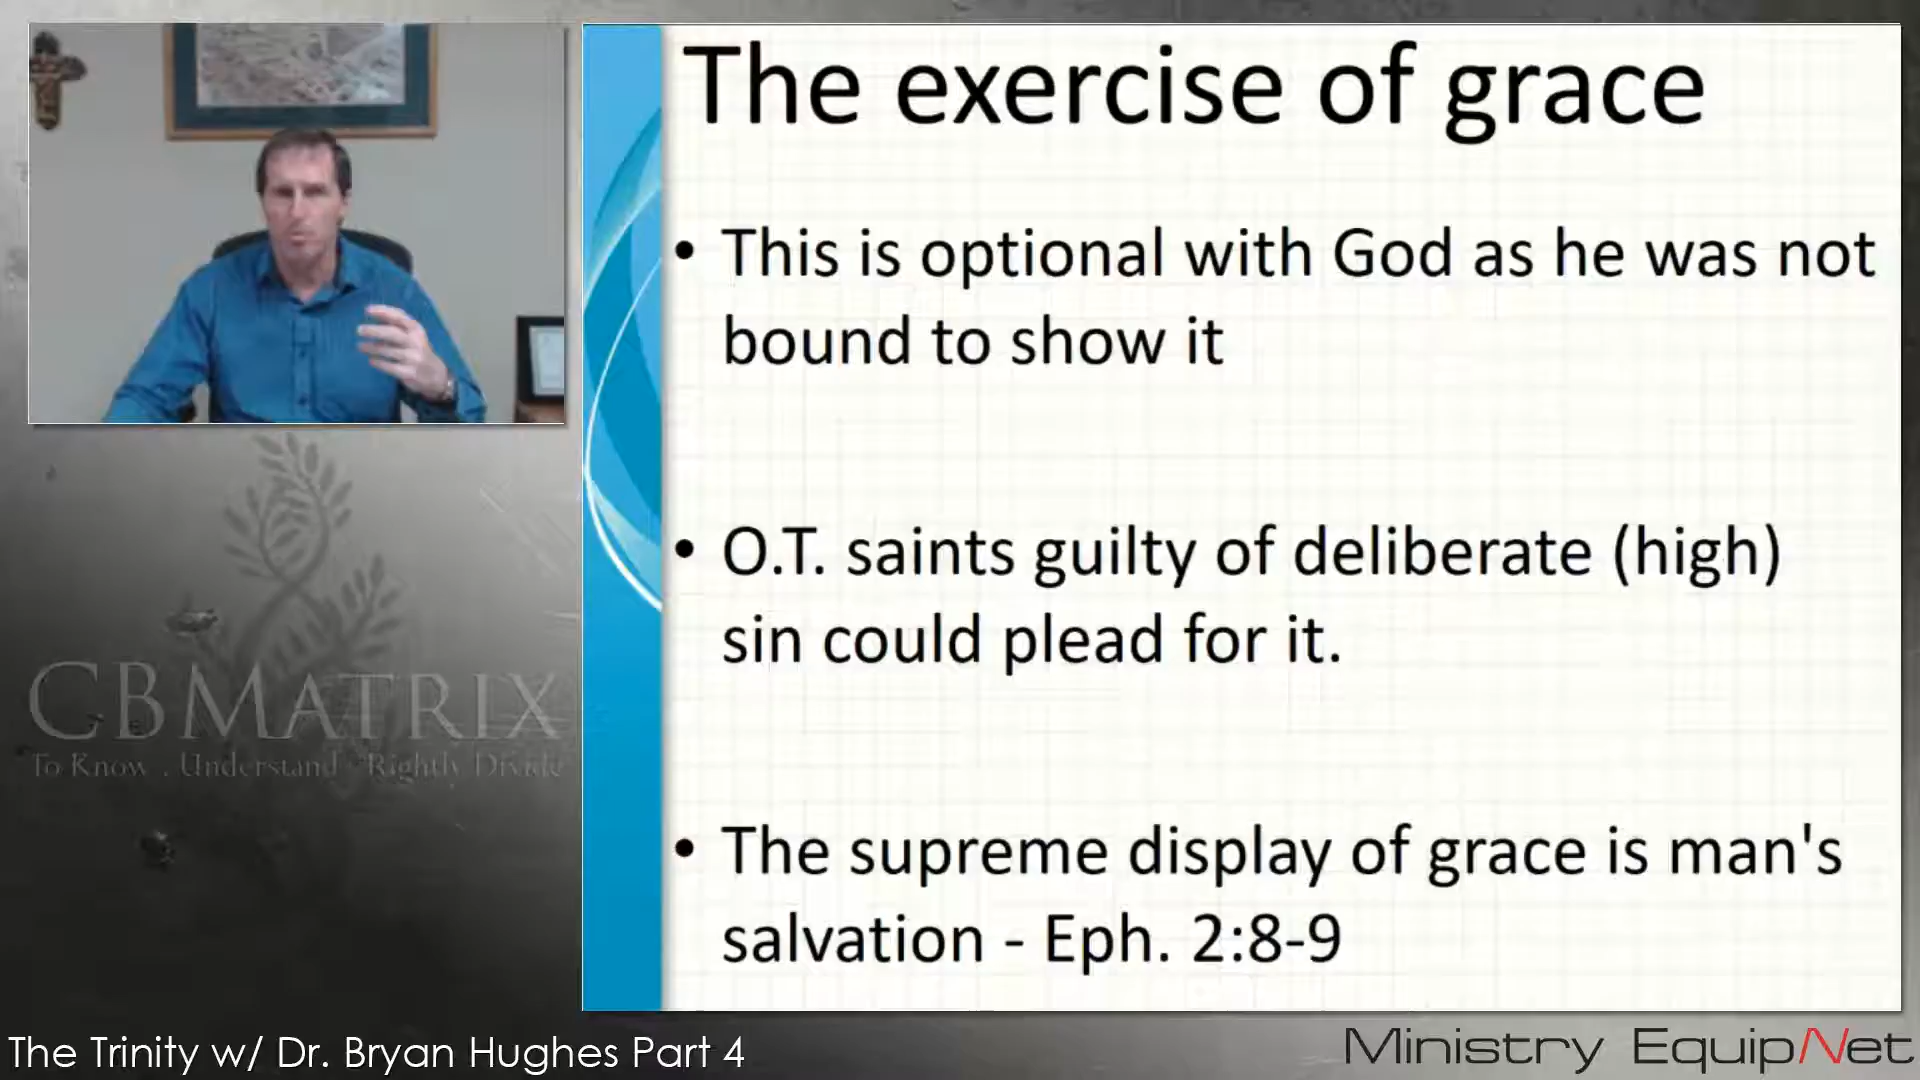 The exercise of grace
• This is optional with God as he was not
bound to show it
• O.T. saints guilty of deliberate (high)
sin could plead for it.
• The supreme display of grace is man's
salvation - Eph. 2:8-9
CBMATRIX
To Know . Understand . Rightly Divide
The Trinity w/ Dr. Bryan Hughes Part 4
Ministry EquipNet